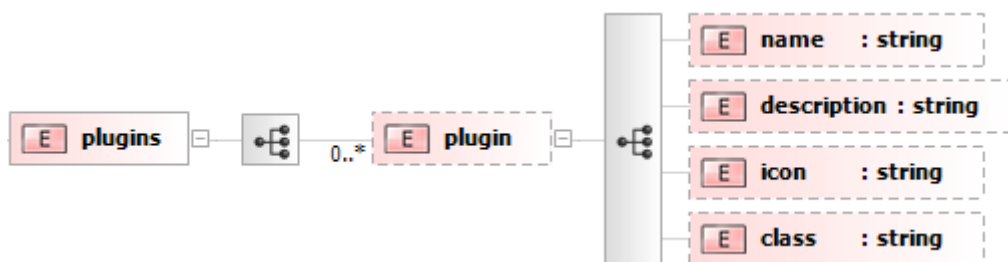 E name : string
E description : string
E plugins
E plugin
0..*
E icon : string
E class : string